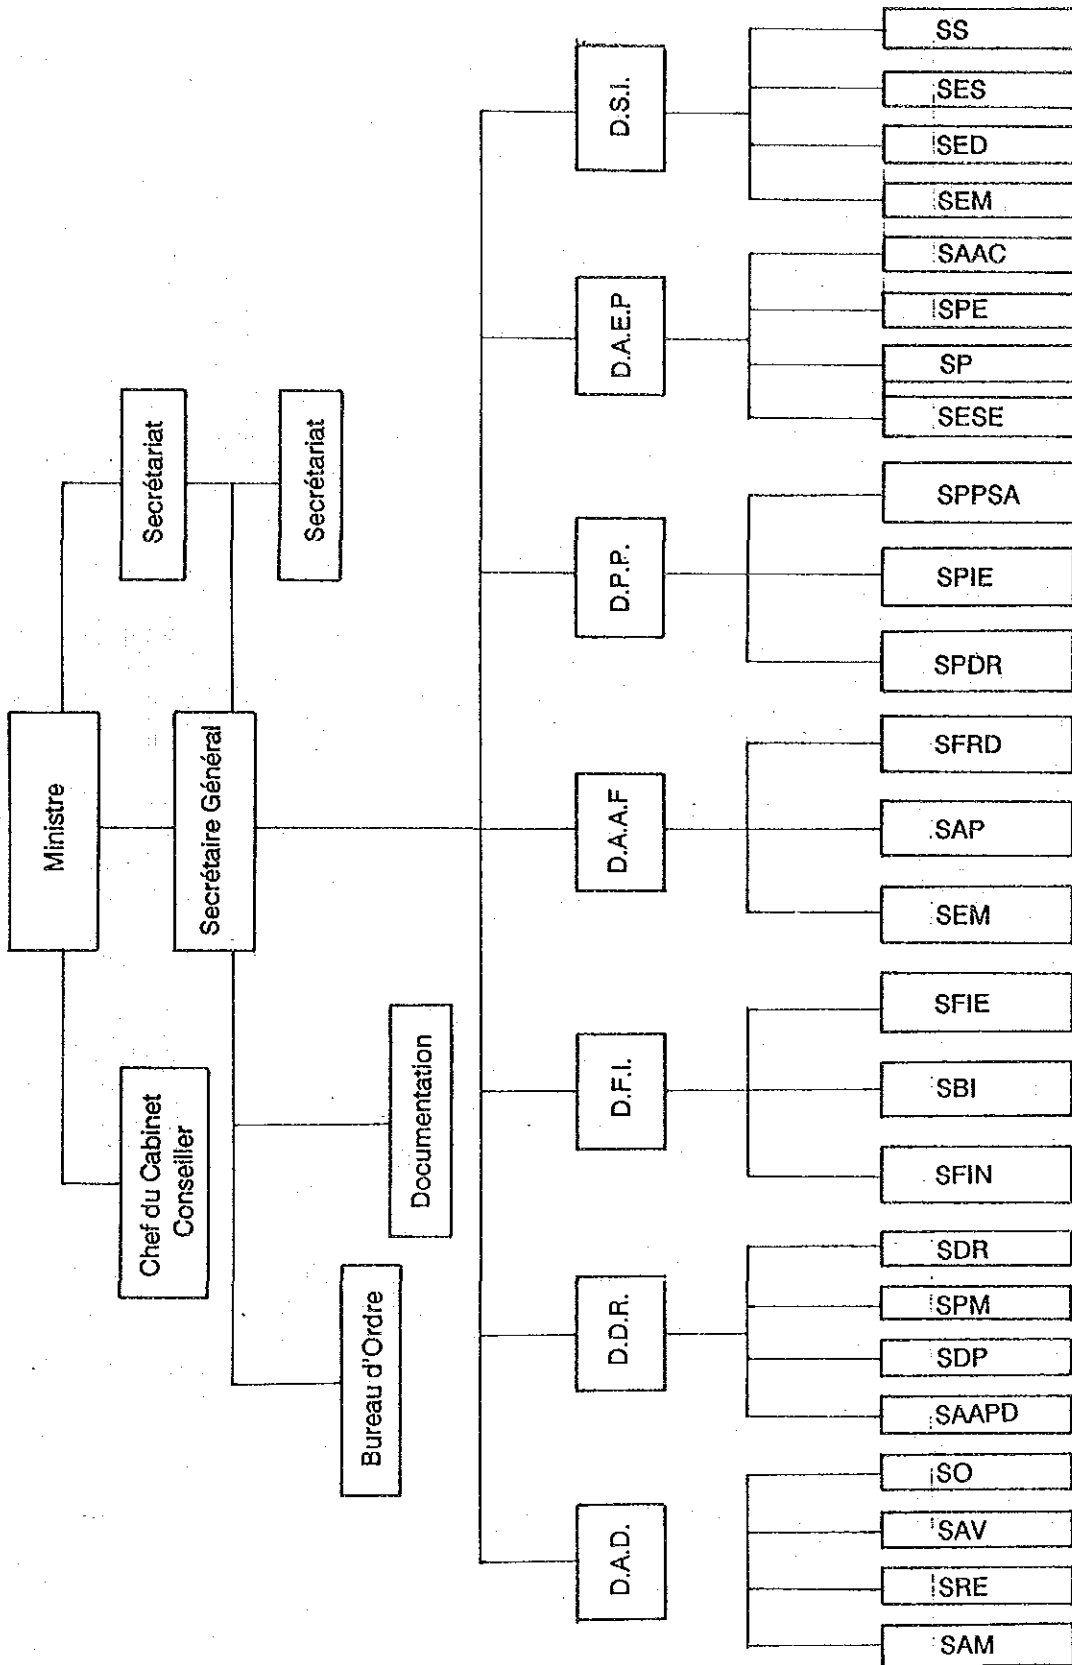 Ministre
Chef du Cabinet
Conseiller
Secrétariat
Secrétaire Général
Secrétariat
Bureau d'Ordre
Documentation
D.A.D.
D.D.R.
D.F.I.
D.A.A.F
D.P.P.
D.A.E.P
D.S.I.
SAM
SRE
SAV
SO
SAAPD
SDP
SPM
SDR
SFIN
SBI
SFIE
SEM
SAP
SFRD
SPDR
SPIE
SPPSA
SESE
SP
SPE
SAAC
SEM
SED
SES
SS